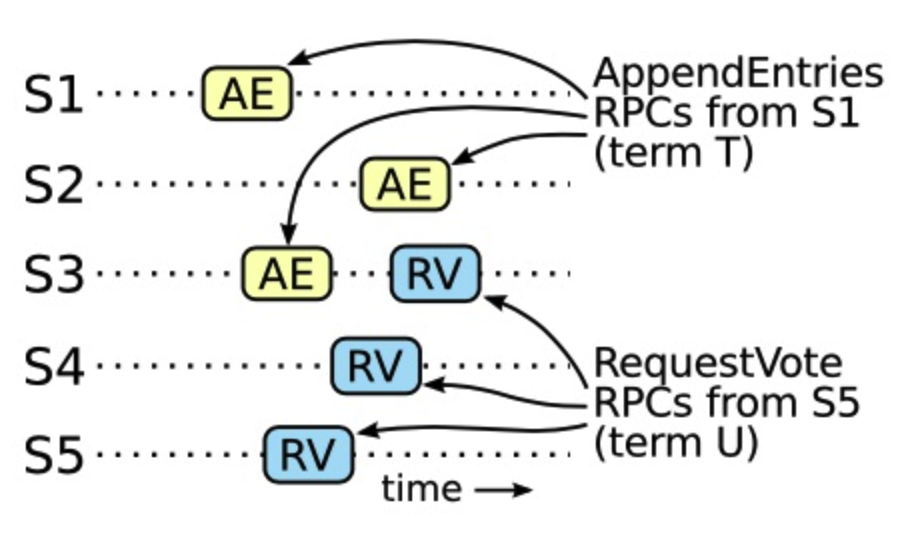 S1 AE
AppendEntries
RPCs from S1
(term T)
S2 AE
S3 AE RV
S4 RV
RequestVote
RPCs from S5
(term U)
S5 RV
time